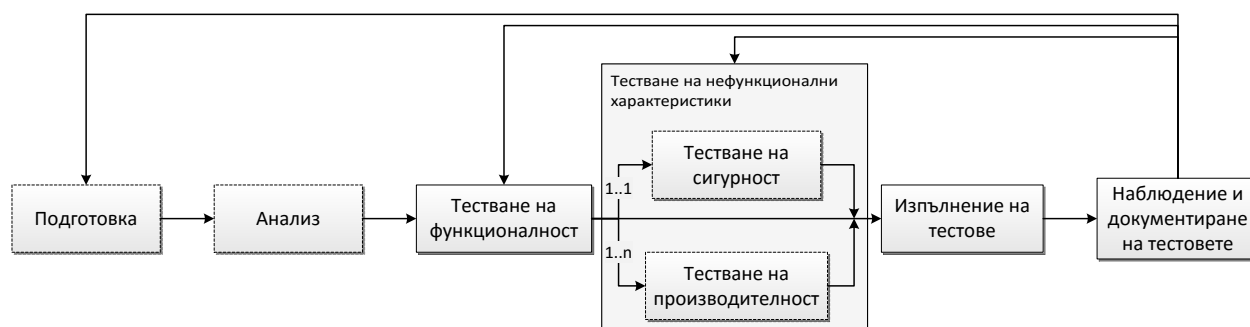 Тестване на нефункционални
характеристики
Тестване на
сигурност
1..1
Подготовка
Анализ
Тестване на
функционалност
Изпълнение на
тестове
Наблюдение и
документиране
на тестовете
1..n
Тестване на
производителност